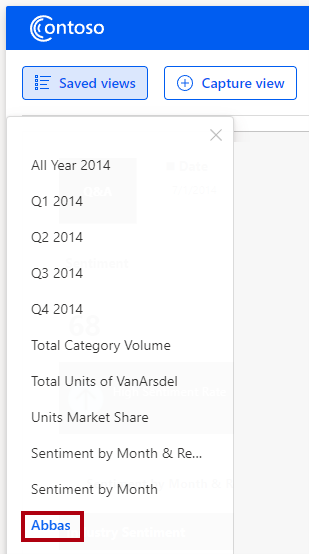 Contoso
Saved views
Capture view
All Year 2014
Q1 2014
Q2 2014
Q3 2014
Q4 2014
Total Category Volume
Total Units of VanArsdel
Units Market Share
Sentiment by Month & Re...
Sentiment by Month
Abbas